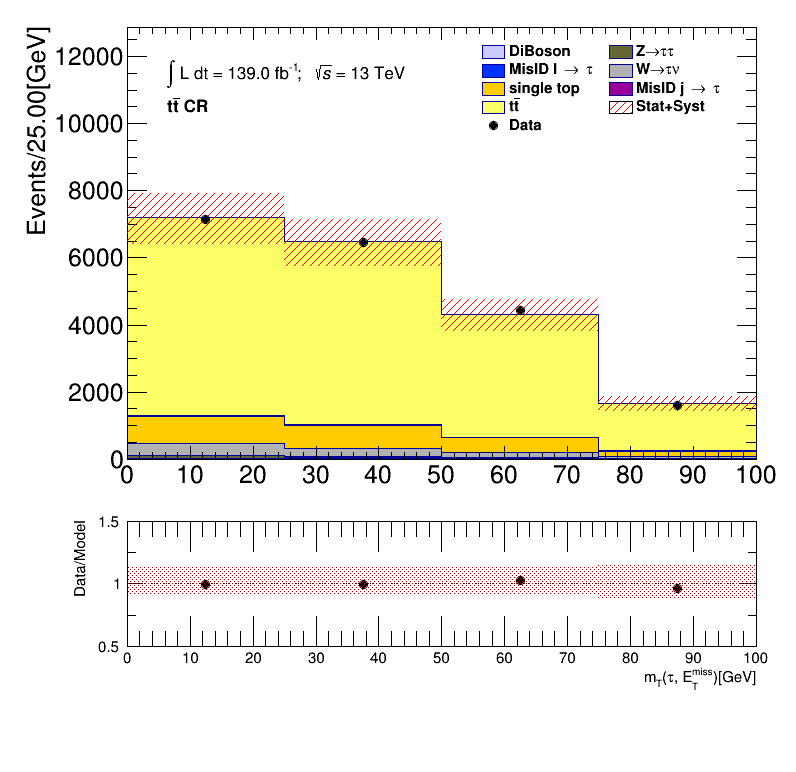 Events/25.00[GeV]
12000
10000
8000
6000
4000
2000
0
∫ L dt = 139.0 fb⁻¹; √s = 13 TeV
tt̄ CR
DiBoson
MisID l → τ
single top
tt̄
Data
Z→ττ
W→τν
MisID j → τ
Stat+Syst
0 10 20 30 40 50 60 70 80 90 100
Data/Model
1.5
1
0.5
0 10 20 30 40 50 60 70 80 90 100
m_T(τ, E_T^miss)[GeV]